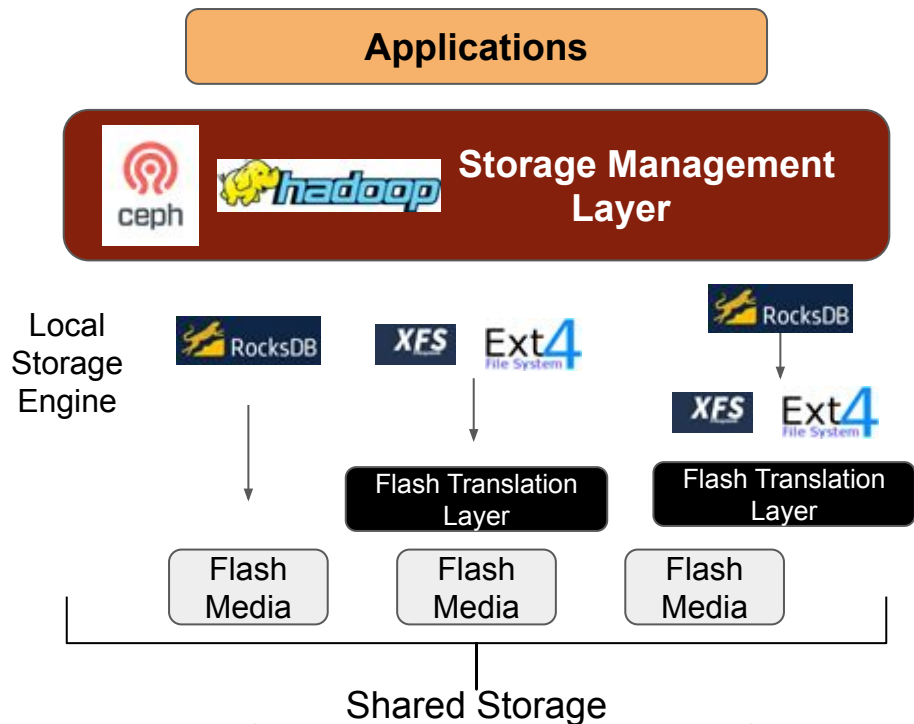 Applications
ceph
hadoop
Storage Management
Layer
Local
Storage
Engine
RocksDB
XFS
Ext4
File System
RocksDB
XFS
Ext4
File System
Flash Translation
Layer
Flash Translation
Layer
Flash
Media
Flash
Media
Flash
Media
Shared Storage